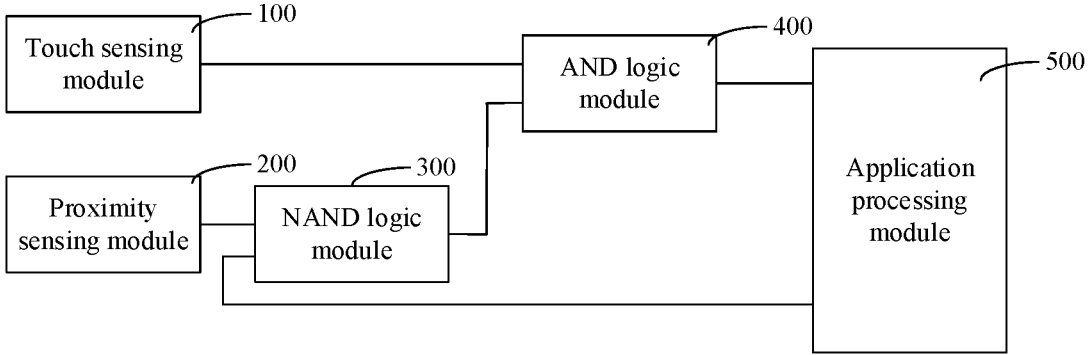 100
Touch sensing
module
400
AND logic
module
500
200
Proximity
sensing module
300
NAND logic
module
Application
processing
module